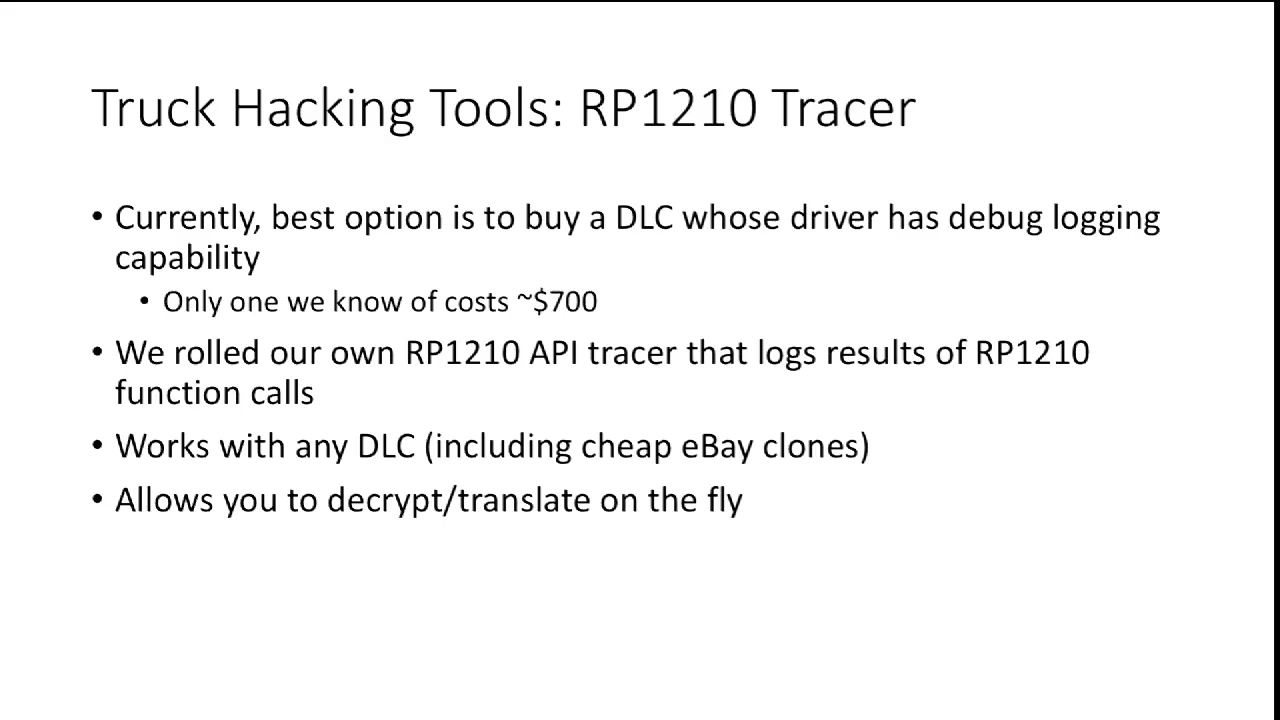 Truck Hacking Tools: RP1210 Tracer
• Currently, best option is to buy a DLC whose driver has debug logging
capability
• Only one we know of costs ~$700
• We rolled our own RP1210 API tracer that logs results of RP1210
function calls
• Works with any DLC (including cheap eBay clones)
• Allows you to decrypt/translate on the fly